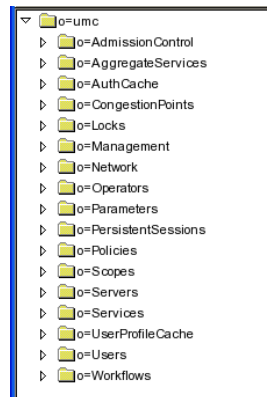 o=umc
o=AdmissionControl
o=AggregateServices
o=AuthCache
o=CongestionPoints
o=Locks
o=Management
o=Network
o=Operators
o=Parameters
o=PersistentSessions
o=Policies
o=Scopes
o=Servers
o=Services
o=UserProfileCache
o=Users
o=Workflows